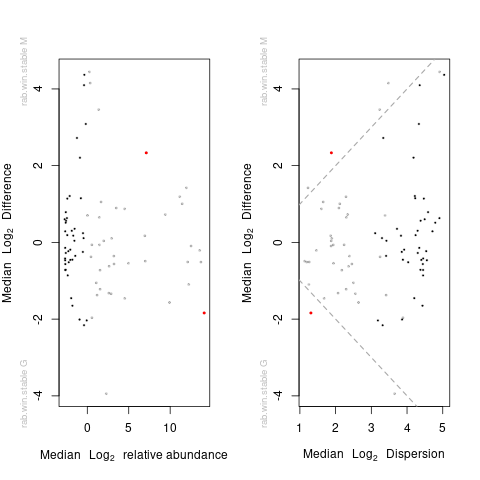 rab.win.stable M
rab.win.stable G
Median Log₂ Difference
4
2
0
-2
-4
0 5 10
Median Log₂ relative abundance
rab.win.stable M
rab.win.stable G
Median Log₂ Difference
4
2
0
-2
-4
1 2 3 4 5
Median Log₂ Dispersion